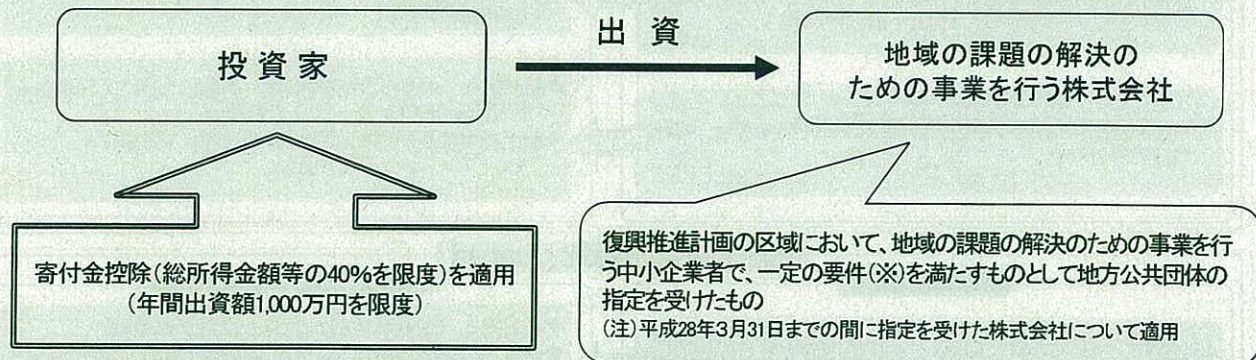 投資家
出資
地域の課題の解決の
ための事業を行う株式会社
寄付金控除(総所得金額等の40%を限度)を適用
(年間出資額1,000万円を限度)
復興推進計画の区域において、地域の課題の解決のための事業を行
う中小企業者で、一定の要件(※)を満たすものとして地方公共団体の
指定を受けたもの
(注)平成28年3月31日までの間に指定を受けた株式会社について適用